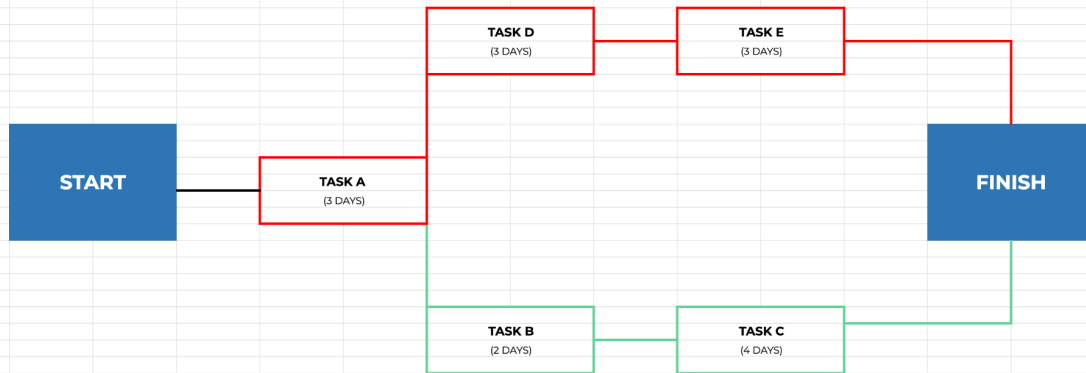 TASK D
(3 DAYS)
TASK E
(3 DAYS)
START
TASK A
(3 DAYS)
FINISH
TASK B
(2 DAYS)
TASK C
(4 DAYS)